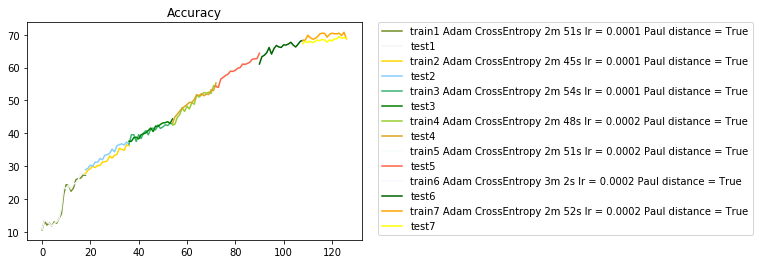 Accuracy
70
60
50
40
30
20
10
0
20
40
60
80
100
120
train1 Adam CrossEntropy 2m 51s lr = 0.0001 Paul distance = True
test1
train2 Adam CrossEntropy 2m 45s lr = 0.0001 Paul distance = True
test2
train3 Adam CrossEntropy 2m 54s lr = 0.0001 Paul distance = True
test3
train4 Adam CrossEntropy 2m 48s lr = 0.0002 Paul distance = True
test4
train5 Adam CrossEntropy 2m 51s lr = 0.0002 Paul distance = True
test5
train6 Adam CrossEntropy 3m 2s lr = 0.0002 Paul distance = True
test6
train7 Adam CrossEntropy 2m 52s lr = 0.0002 Paul distance = True
test7